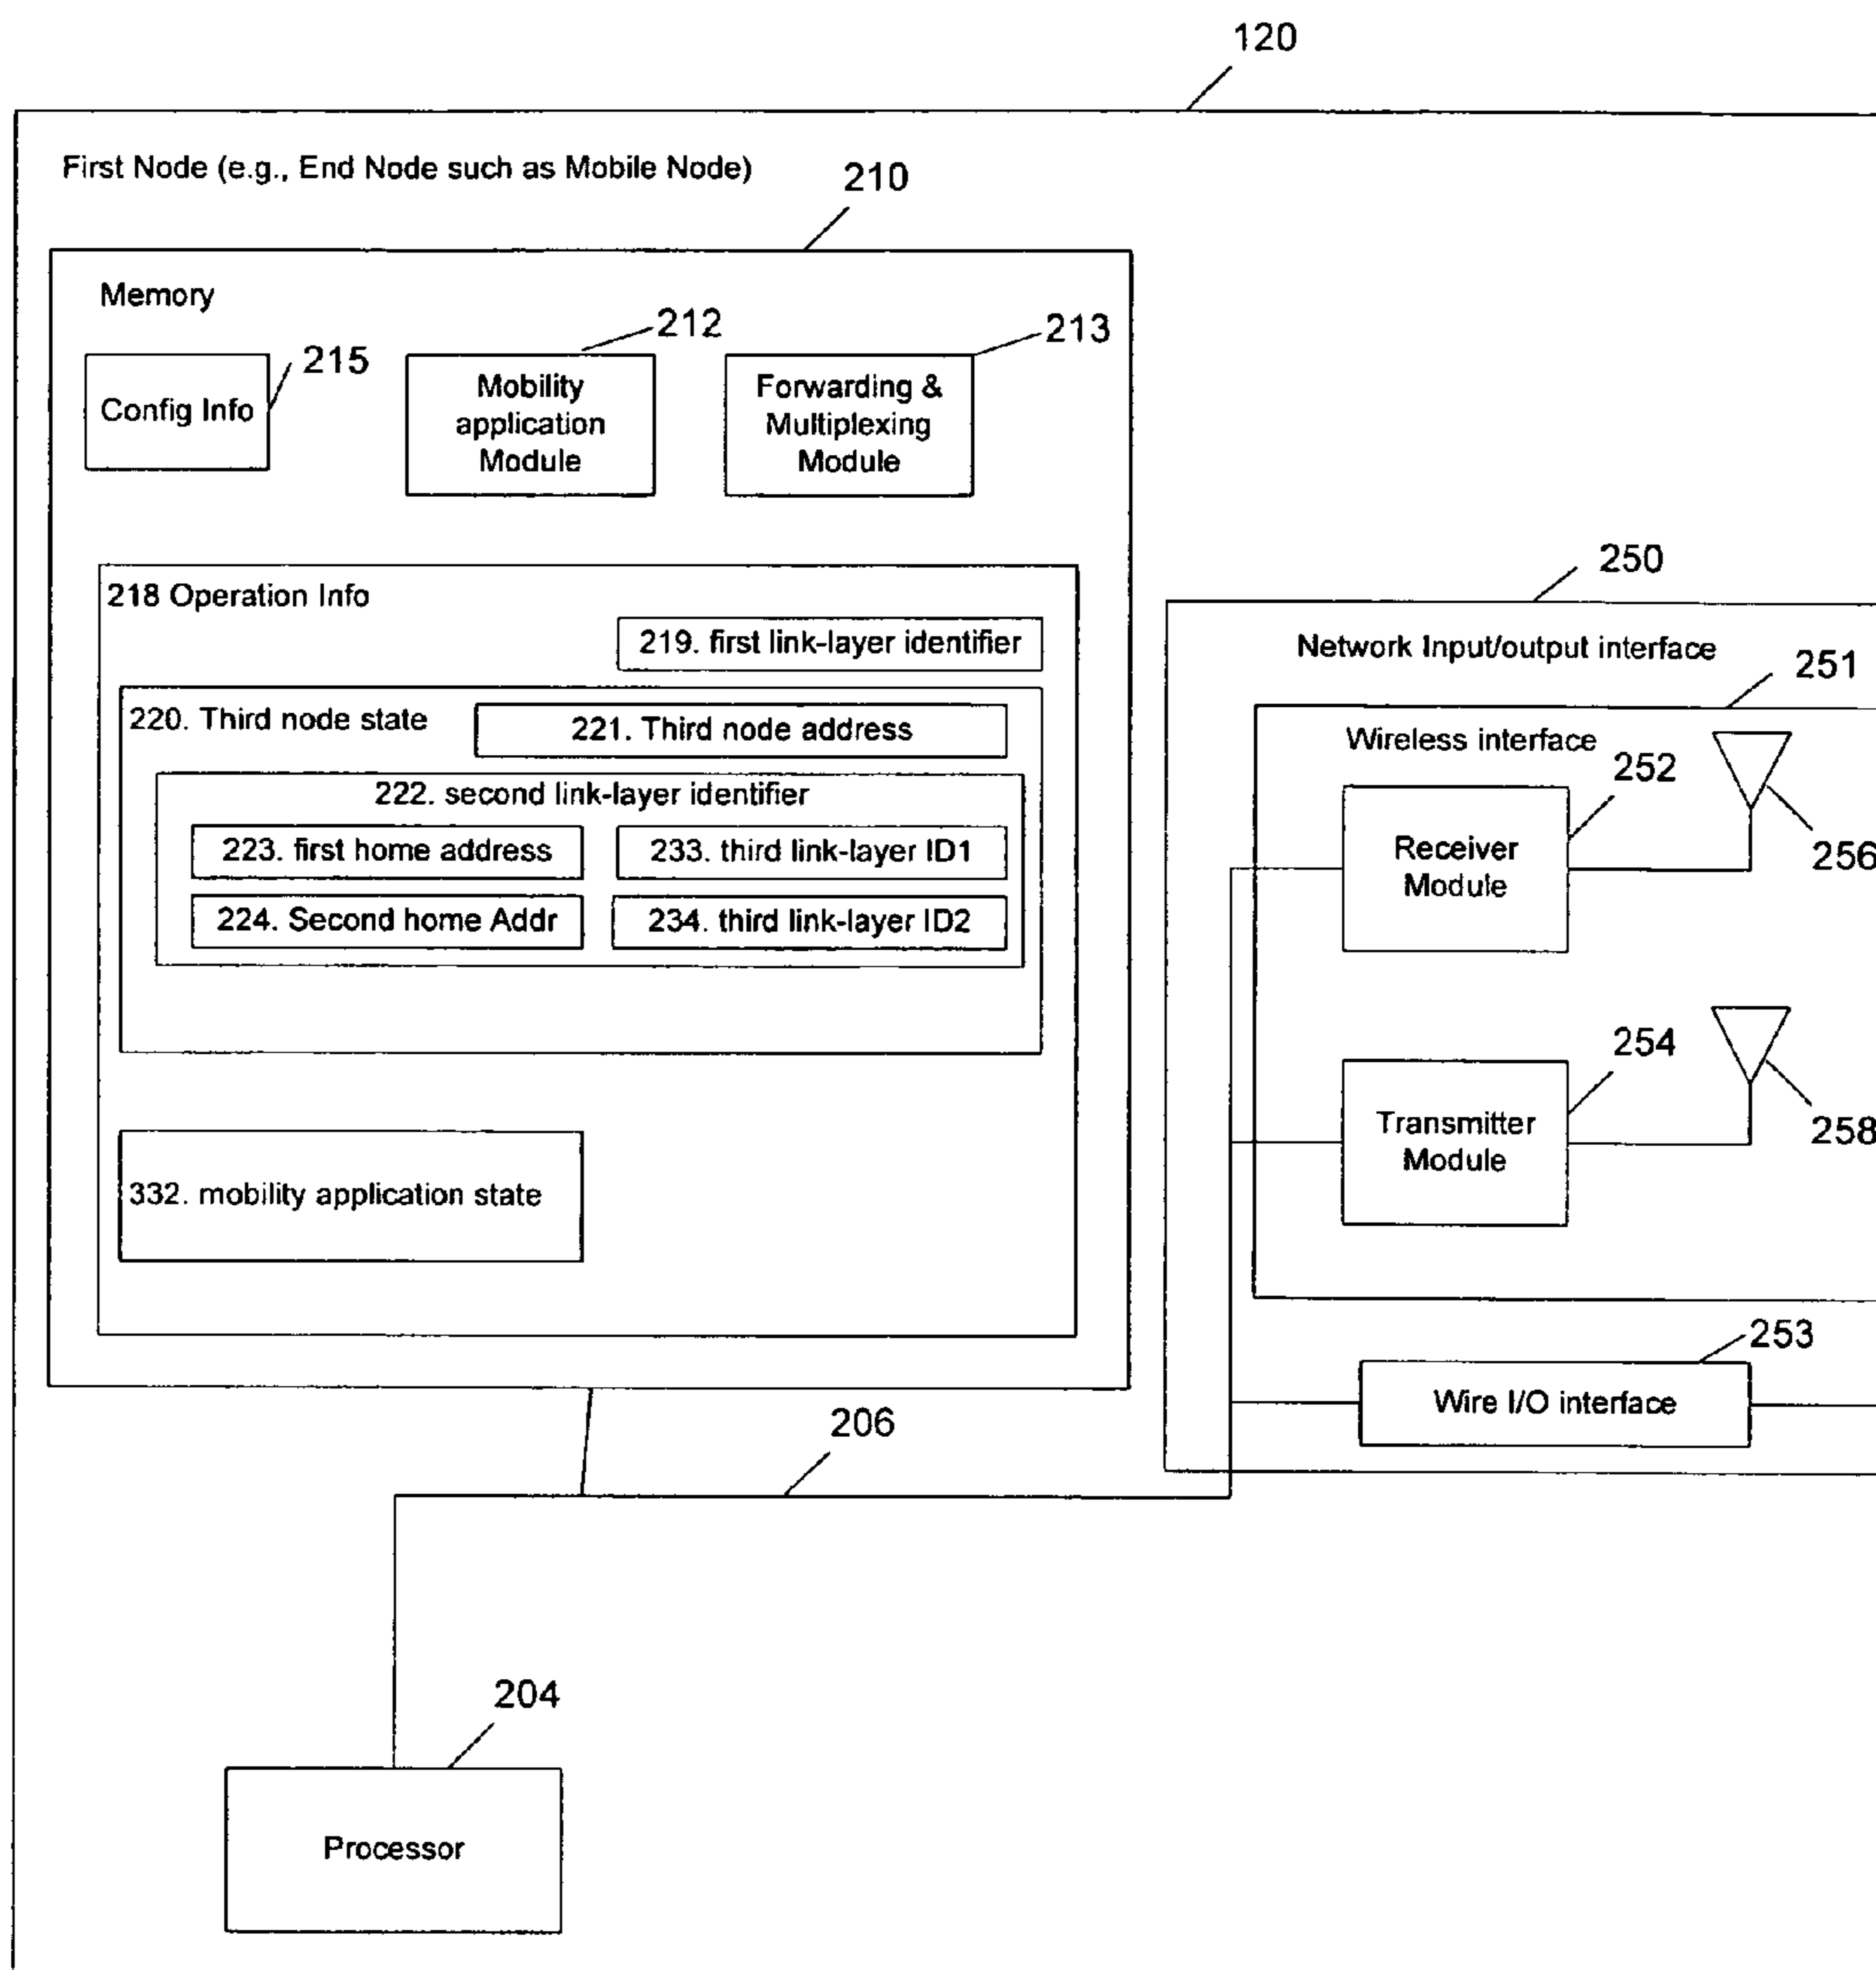 120
First Node (e.g., End Node such as Mobile Node)
210
Memory
212
213
215
Config Info
Mobility
application
Module
Forwarding &
Multiplexing
Module
218 Operation Info
219. first link-layer identifier
220. Third node state
221. Third node address
222. second link-layer identifier
223. first home address
233. third link-layer ID1
224. Second home Addr
234. third link-layer ID2
332. mobility application state
250
Network Input/output interface
251
Wireless interface
252
Receiver
Module
256
254
Transmitter
Module
258
253
Wire I/O interface
206
204
Processor